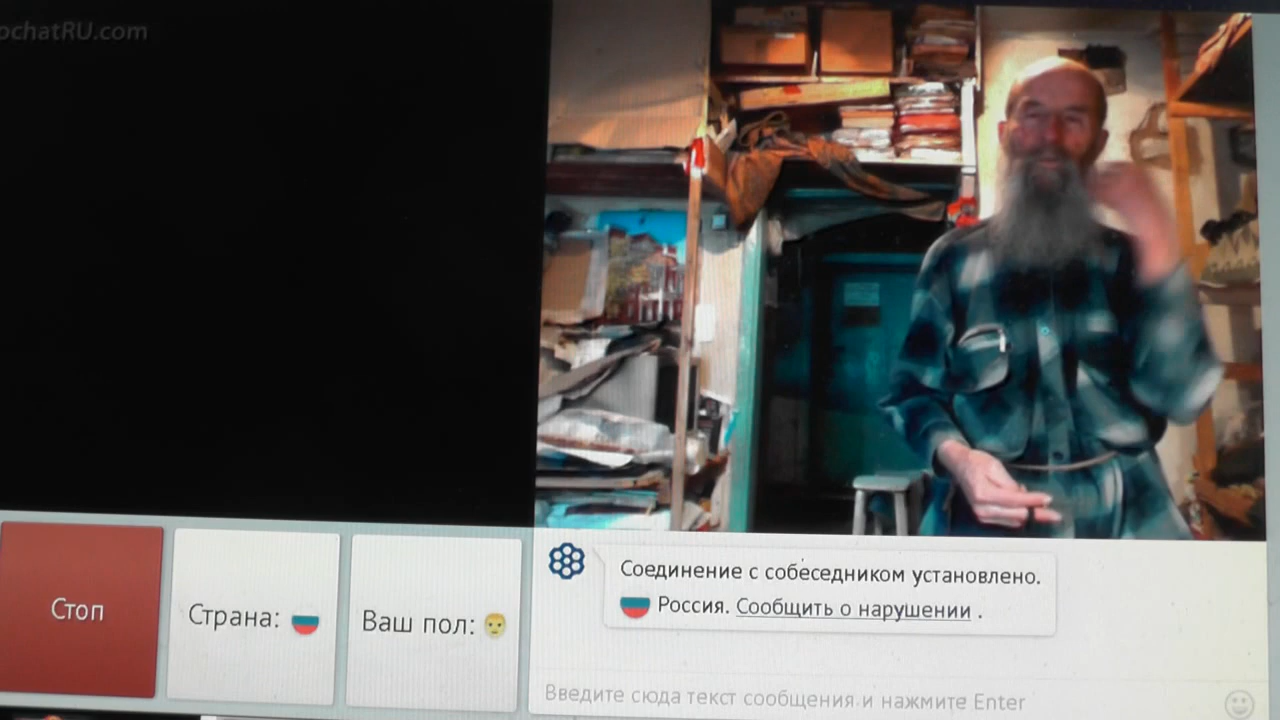 ochatRU.com
Стоп
Страна:
Ваш пол:
Соединение с собеседником установлено.
Россия. Сообщить о нарушении .
Введите сюда текст сообщения и нажмите Enter